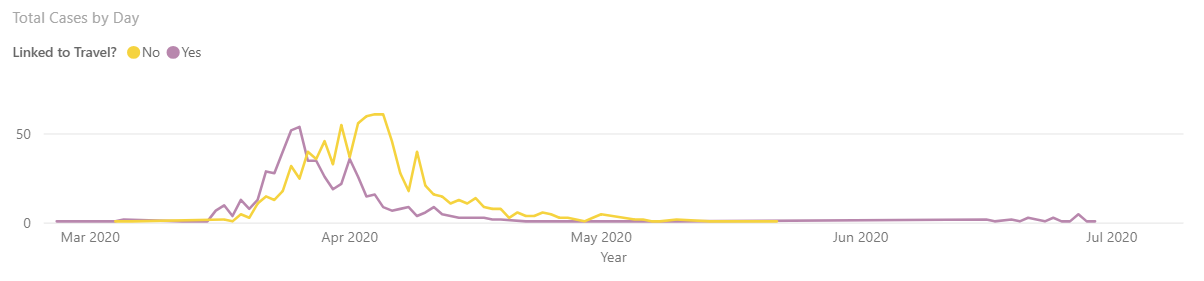 Total Cases by Day
Linked to Travel? No Yes
50
0
Mar 2020 Apr 2020 May 2020 Jun 2020 Jul 2020
Year